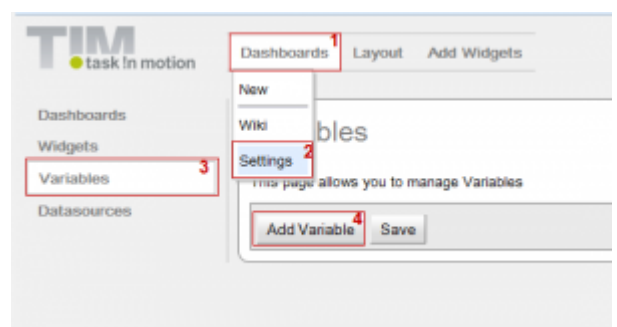 TIM
task!n motion
Dashboards 1 Layout Add Widgets
New
Wiki
Settings 2
bles
This page allows you to manage Variables
Add Variable 4 Save
Dashboards
Widgets
Variables 3
Datasources